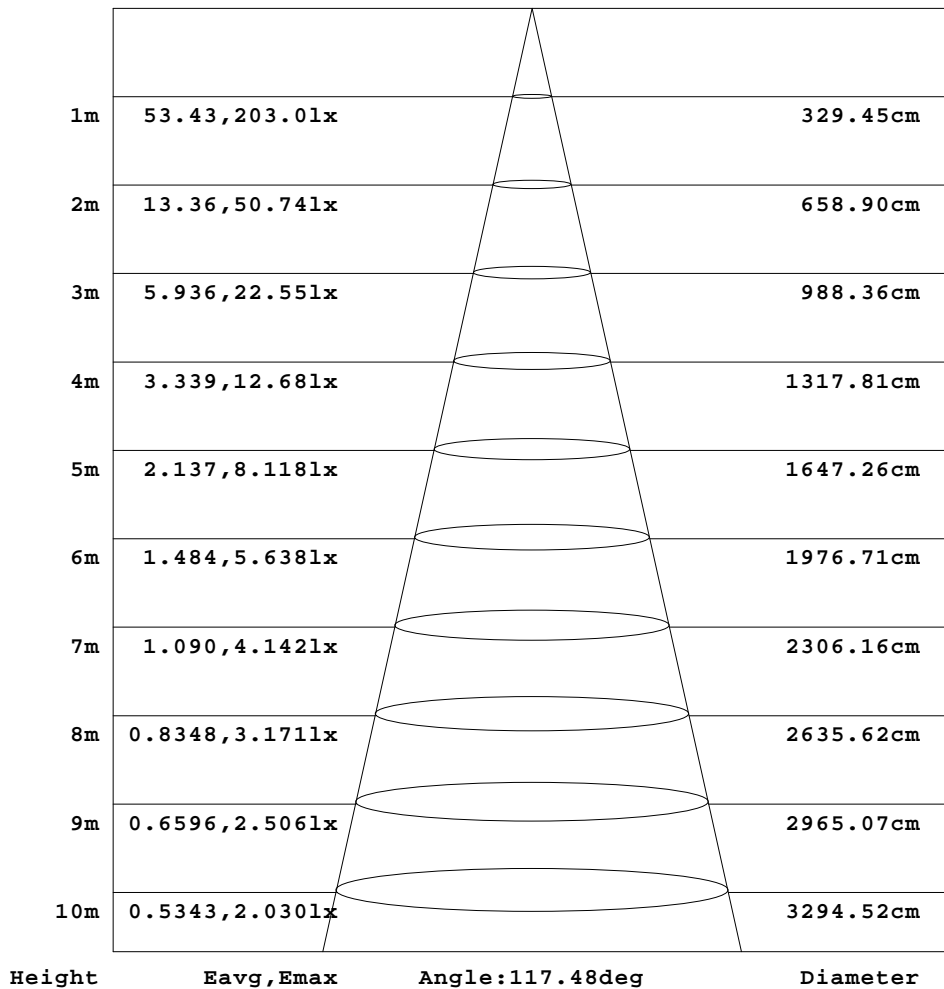 1m 53.43,203.0lx 329.45cm
2m 13.36,50.74lx 658.90cm
3m 5.936,22.55lx 988.36cm
4m 3.339,12.68lx 1317.81cm
5m 2.137,8.118lx 1647.26cm
6m 1.484,5.638lx 1976.71cm
7m 1.090,4.142lx 2306.16cm
8m 0.8348,3.171lx 2635.62cm
9m 0.6596,2.506lx 2965.07cm
10m 0.5343,2.030lx 3294.52cm
Height Eavg,Emax Angle:117.48deg Diameter